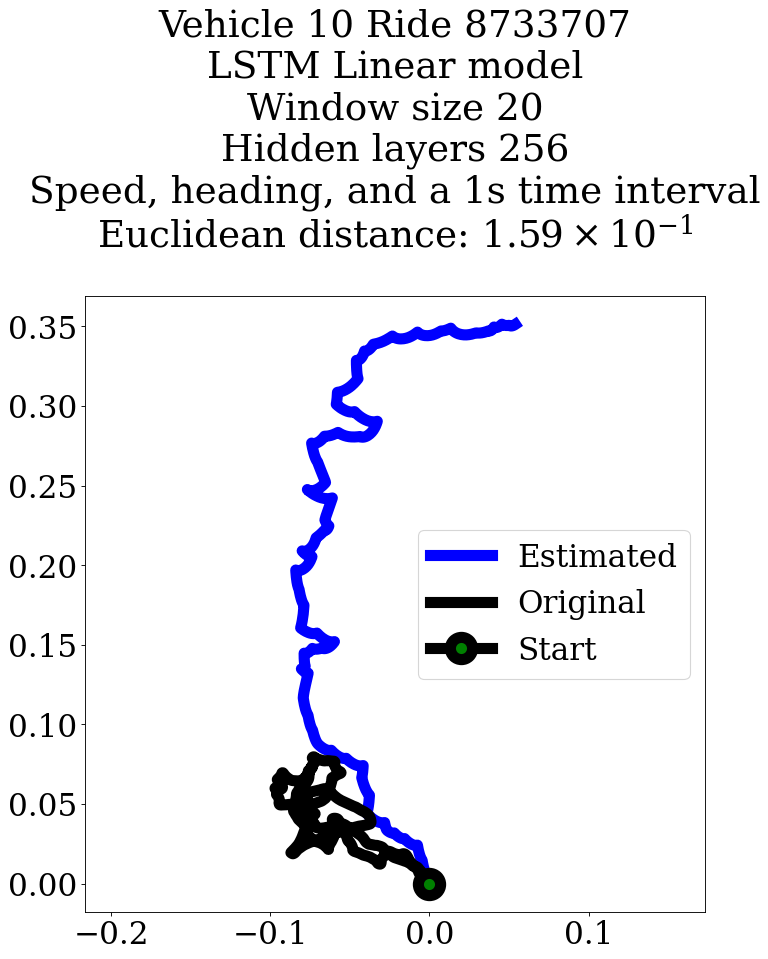 Vehicle 10 Ride 8733707
LSTM Linear model
Window size 20
Hidden layers 256
Speed, heading, and a 1s time interval
Euclidean distance: 1.59 × 10⁻¹
0.35
0.30
0.25
0.20
0.15
0.10
0.05
0.00
Estimated
Original
Start
−0.2
−0.1
0.0
0.1